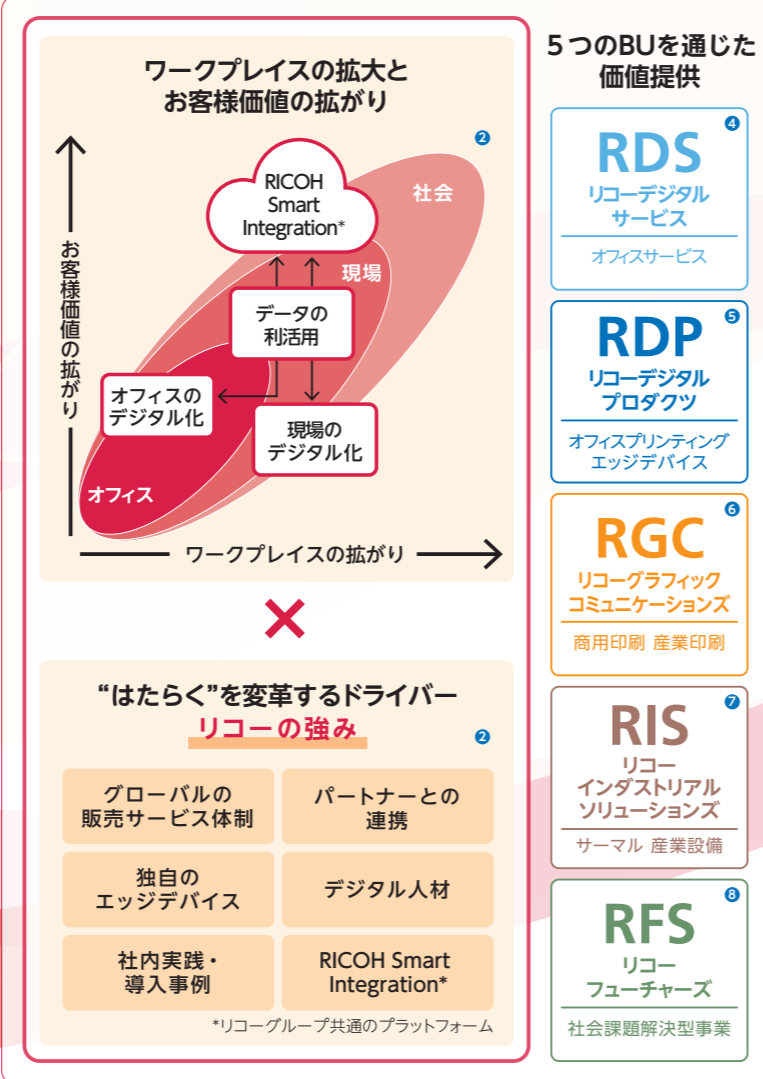 ワークプレイスの拡大と
お客様価値の拡がり
❷
お客様価値の拡がり
RICOH
Smart
Integration*
社会
現場
データの
利活用
オフィスの
デジタル化
現場の
デジタル化
オフィス
ワークプレイスの拡がり
×
“はたらく”を変革するドライバー
リコーの強み
❷
グローバルの
販売サービス体制
パートナーとの
連携
独自の
エッジデバイス
デジタル人材
社内実践・
導入事例
RICOH Smart
Integration*
*リコーグループ共通のプラットフォーム
5つのBUを通じた
価値提供
❹
RDS
リコーデジタル
サービス
オフィスサービス
❺
RDP
リコーデジタル
プロダクツ
オフィスプリンティング
エッジデバイス
❻
RGC
リコーグラフィック
コミュニケーションズ
商用印刷 産業印刷
❼
RIS
リコー
インダストリアル
ソリューションズ
サーマル 産業設備
❽
RFS
リコー
フューチャーズ
社会課題解決型事業